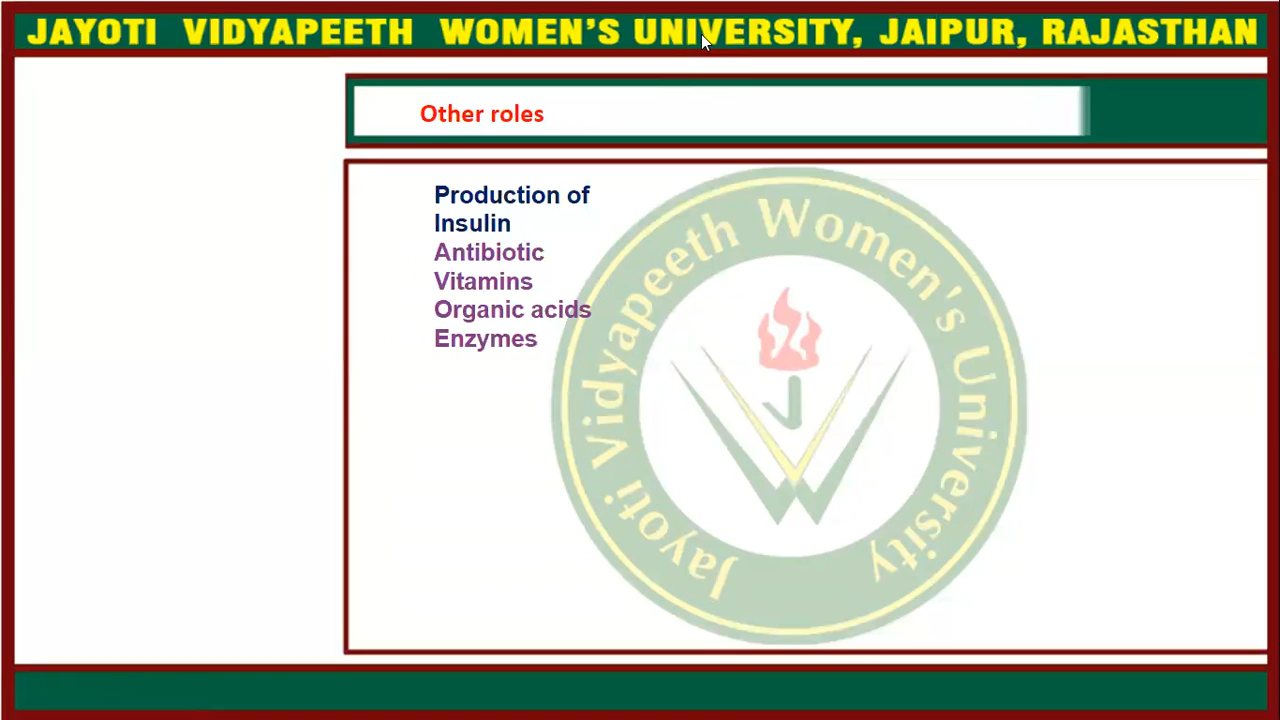 JAYOTI VIDYAPEETH WOMEN'S UNIVERSITY, JAIPUR, RAJASTHAN
Other roles
Production of
Insulin
Antibiotic
Vitamins
Organic acids
Enzymes
Jayoti Vidyapeeth Women's University
J
W